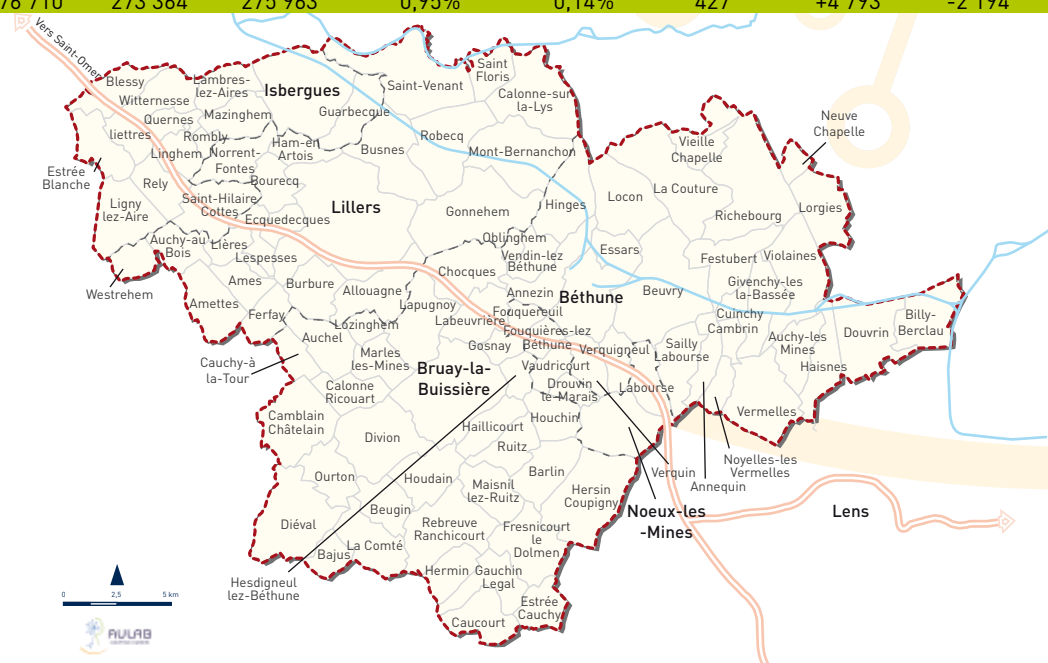 273 364 275 963 0,95% 0,14% 427 +4 793 -2 194
Vers Saint-Omer
Blessy
Lambres-
lez-Aires
Isbergues
Saint-Venant
Saint
Floris
Calonne-sur
la-Lys
Witternesse
Quernes
Mazinghem
Guarbecque
liettres
Rombly
Linghem
Norrent-
Fontes
Ham-en
Artois
Busnes
Robecq
Mont-Bernanchon
Vieille
Chapelle
Neuve
Chapelle
Estrée
Blanche
Rely
Bourecq
Ligny
lez-Aire
Saint-Hilaire
Cottes
Ecquedecques
Lillers
Gonnehem
Hinges
Locon
La Couture
Richebourg
Lorgies
Auchy-au
Bois
Lières
Lespesses
Oblinghem
Vendin-lez
Béthune
Essars
Festubert
Violaines
Westrehem
Ames
Burbure
Allouagne
Chocques
Annezin
Béthune
Beuvry
Givenchy-les
la-Bassée
Amettes
Ferfay
Lapugnoy
Labeuvrière
Fouquereuil
Cuinchy
Cambrin
Billy-
Berclau
Auchel
Lozinghem
Fouquières-lez
Béthune
Gosnay
Verquigneul
Sailly
Labourse
Auchy-les
Mines
Douvrin
Haisnes
Cauchy-à
la-Tour
Marles
les-Mines
Bruay-la-
Buissière
Vaudricourt
Drouvin
le-Marais
Labourse
Calonne
Ricouart
Camblain
Châtelain
Divion
Haillicourt
Houchin
Vermelles
Ruitz
Noyelles-les
Vermelles
Verquin
Annequin
Ourton
Houdain
Maisnil
lez-Ruitz
Barlin
Hersin
Coupigny
Noeux-les
-Mines
Lens
Beugin
Diéval
Rebreuve
Ranchicourt
Fresnicourt
le
Dolmen
La Comté
Bajus
Hermin
Gauchin
Legal
Hesdigneul
lez-Béthune
Estrée
Cauchy
Caucourt
0 2,5 5 km
AULAB